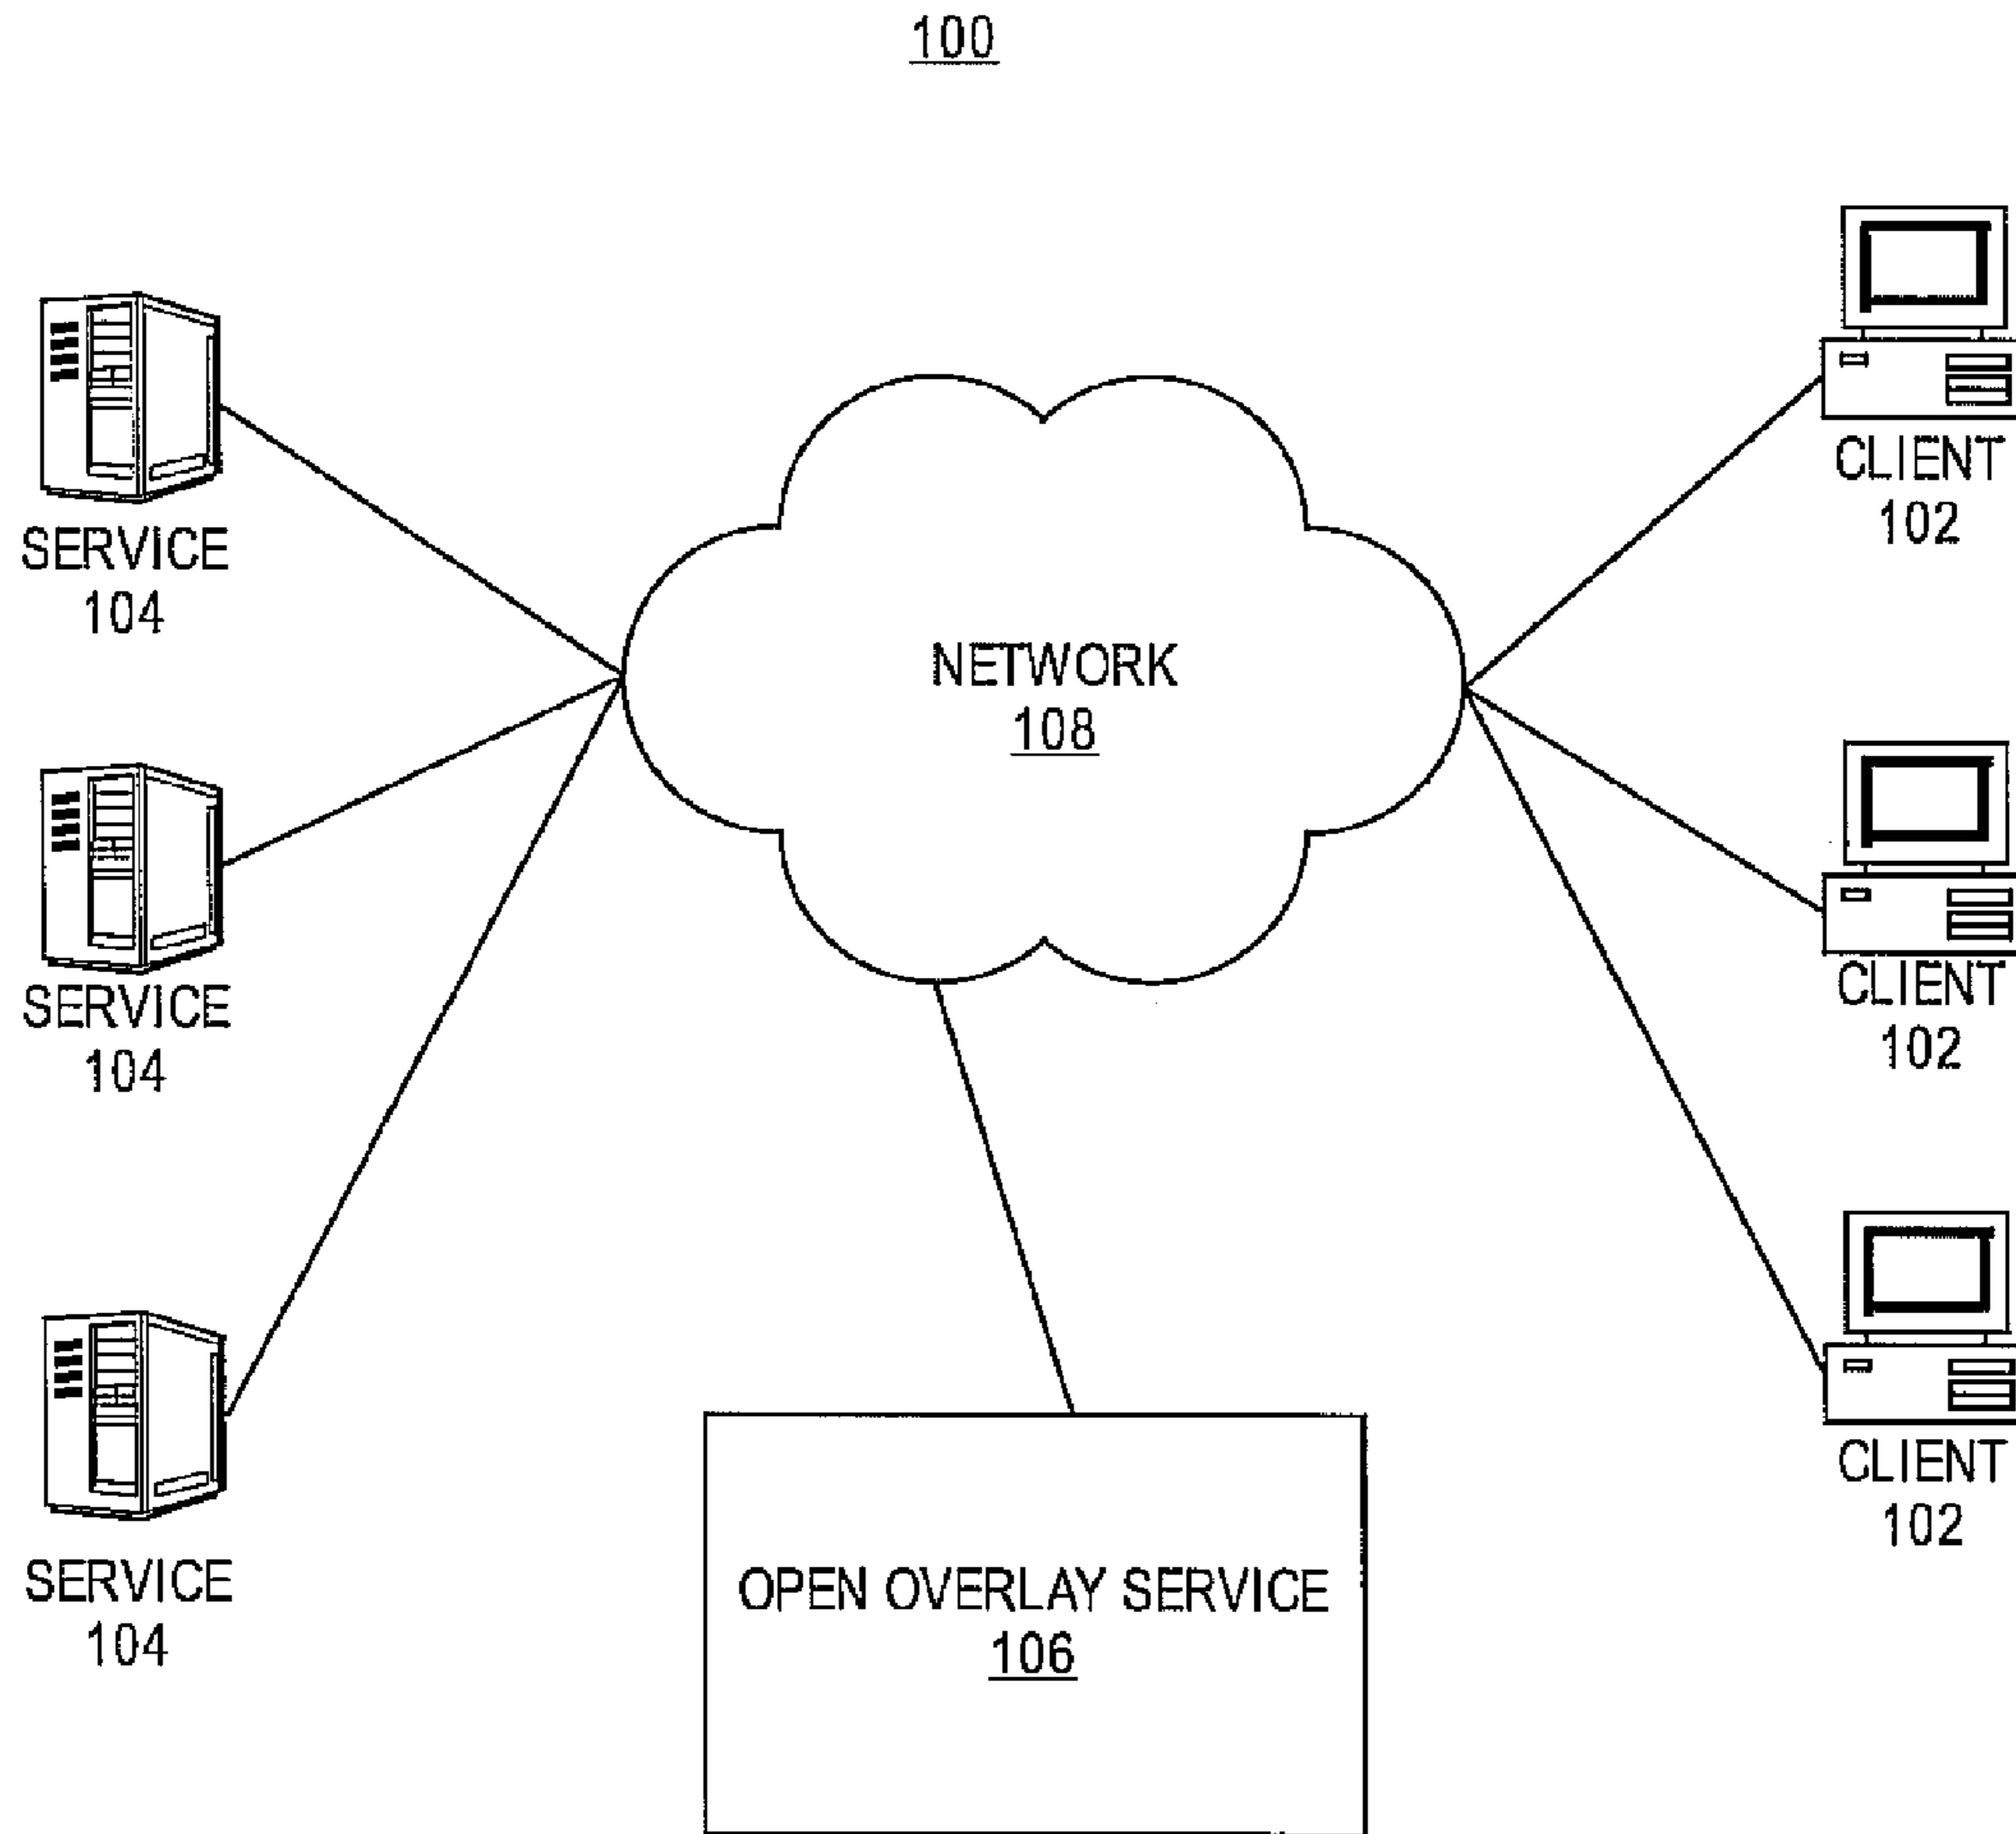 100
SERVICE
104
SERVICE
104
SERVICE
104
NETWORK
108
OPEN OVERLAY SERVICE
106
CLIENT
102
CLIENT
102
CLIENT
102